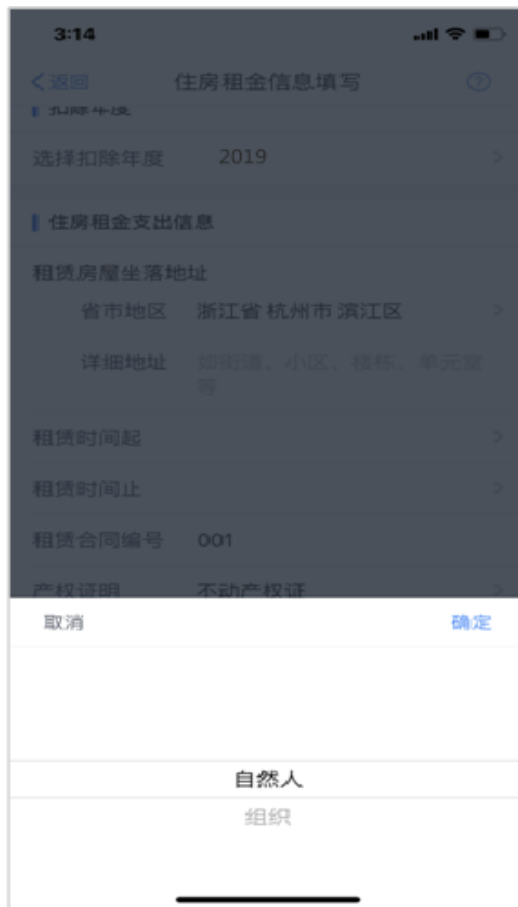 3:14
返回 住房租金信息填写
扣除年度
选择扣除年度 2019
住房租金支出信息
租赁房屋坐落地址
省市地区 浙江省 杭州市 滨江区
详细地址 如街道、小区、楼栋、单元室
等
租赁时间起
租赁时间止
租赁合同编号 001
产权证明 不动产权证
取消 确定
自然人
组织